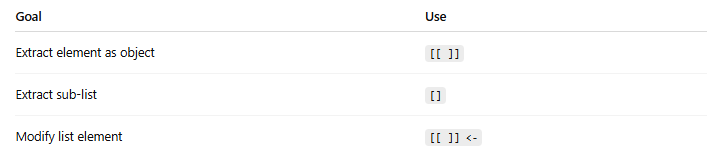 Goal Use
Extract element as object [[ ]]
Extract sub-list []
Modify list element [[ ]] <-